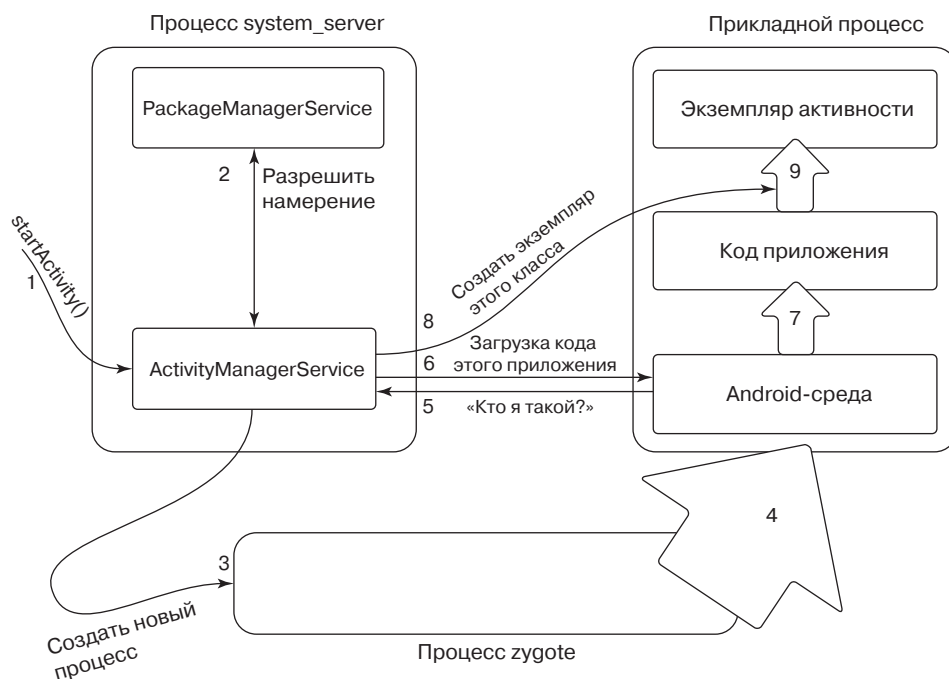 Процесс system_server
Прикладной процесс
PackageManagerService
Экземпляр активности
2
Разрешить
намерение
9
startActivity()
1
Создать экземпляр
этого класса
Код приложения
8
7
ActivityManagerService
6
Загрузка кода
этого приложения
Android-среда
5
«Кто я такой?»
4
3
Создать новый
процесс
Процесс zygote